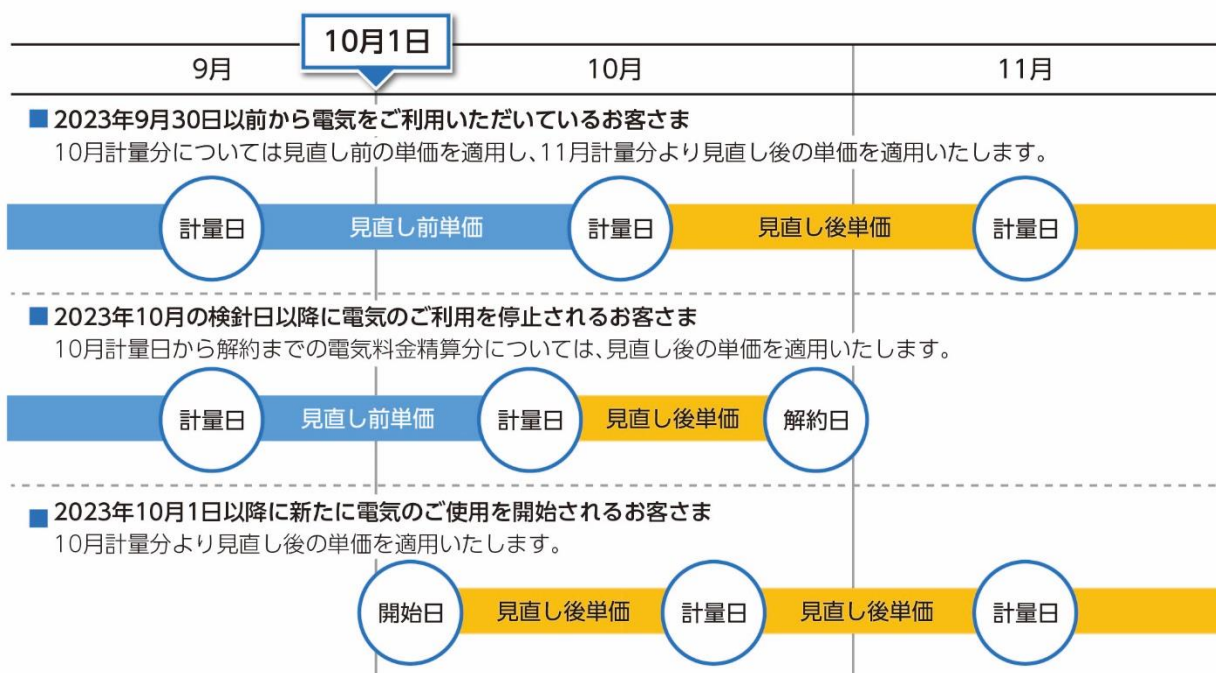 10月1日
9月 10月 11月
■ 2023年9月30日以前から電気をご利用いただいているお客さま
10月計量分については見直し前の単価を適用し、11月計量分より見直し後の単価を適用いたします。
計量日 見直し前単価 計量日 見直し後単価 計量日
■ 2023年10月の検針日以降に電気のご利用を停止されるお客さま
10月計量日から解約までの電気料金精算分については、見直し後の単価を適用いたします。
計量日 見直し前単価 計量日 見直し後単価 解約日
■ 2023年10月1日以降に新たに電気のご使用を開始されるお客さま
10月計量分より見直し後の単価を適用いたします。
開始日 見直し後単価 計量日 見直し後単価 計量日